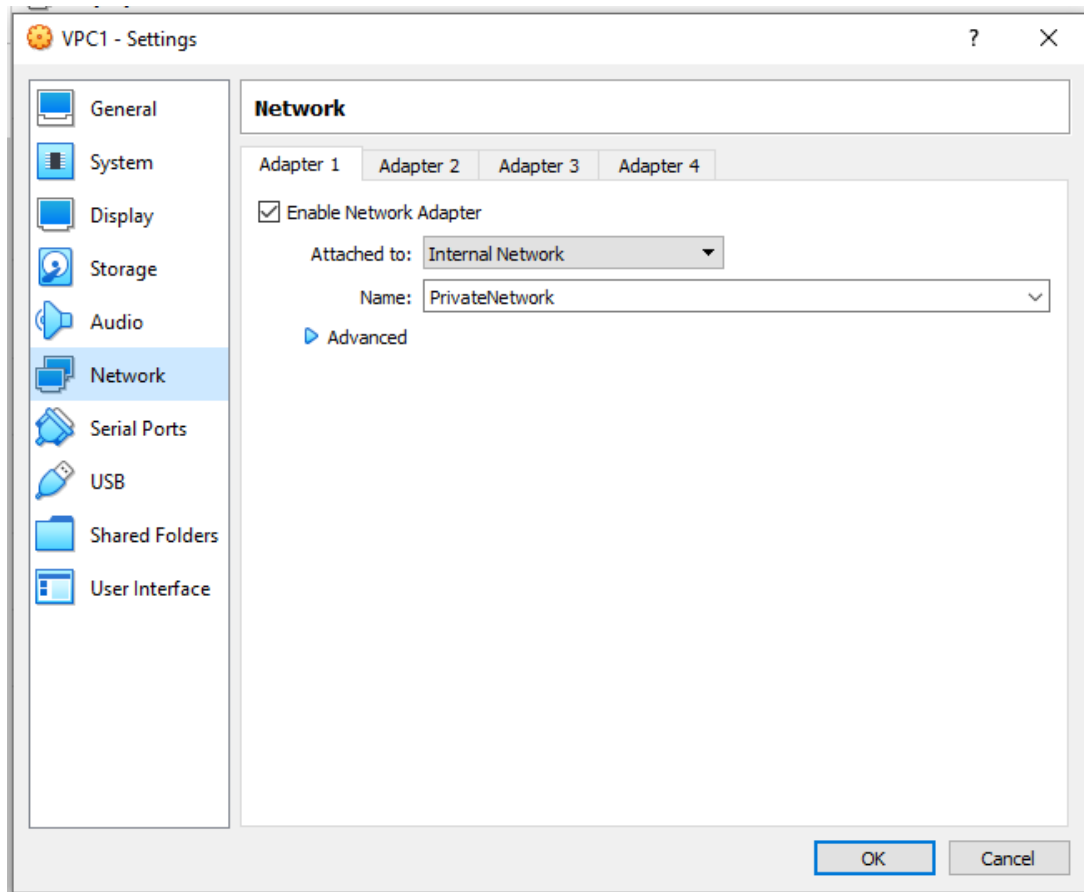 VPC1 - Settings
?
General
System
Display
Storage
Audio
Network
Serial Ports
USB
Shared Folders
User Interface
Network
Adapter 1 Adapter 2 Adapter 3 Adapter 4
Enable Network Adapter
Attached to: Internal Network
Name: PrivateNetwork
Advanced
OK Cancel